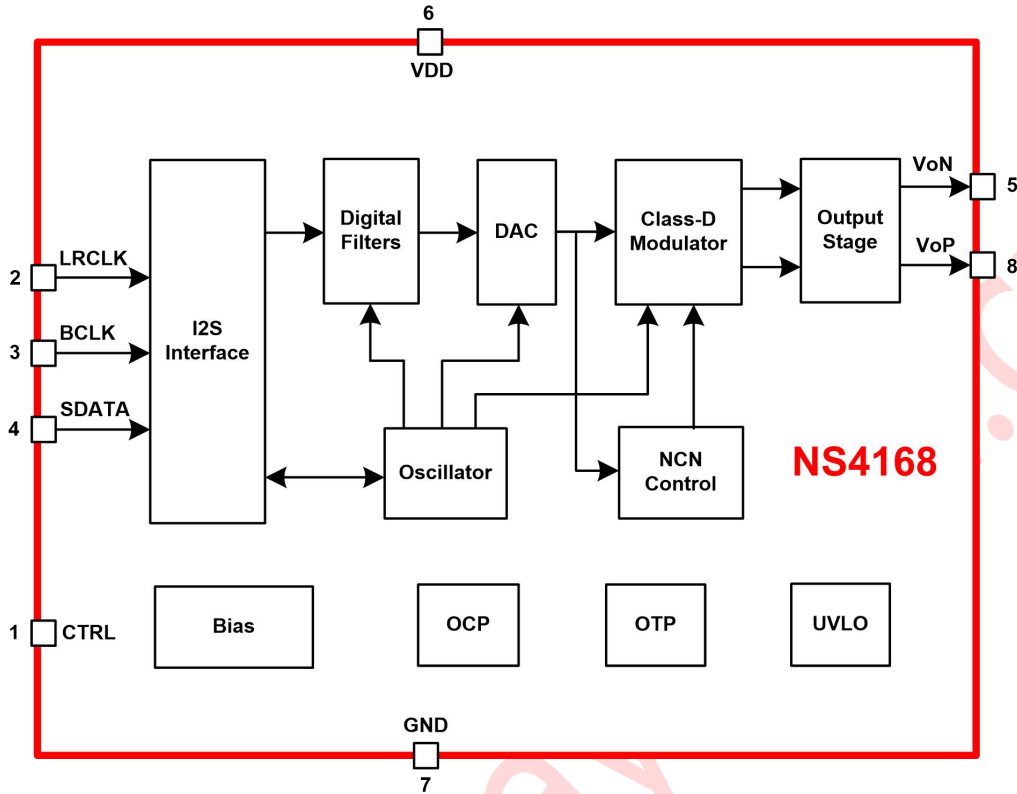 6
VDD
VoN
5
Digital
Filters
DAC
Class-D
Modulator
Output
Stage
VoP
8
LRCLK
2
BCLK
3
I2S
Interface
SDATA
4
Oscillator
NCN
Control
NS4168
1
CTRL
Bias
OCP
OTP
UVLO
GND
7